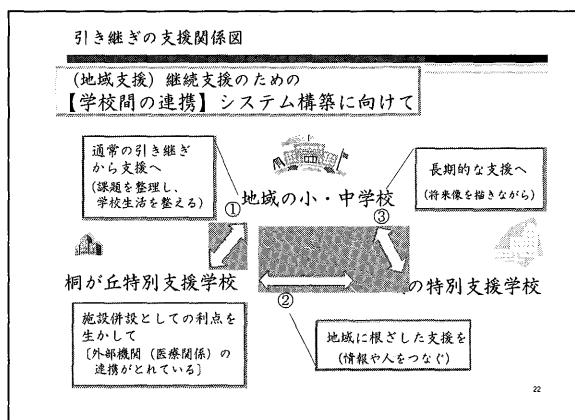 引き継ぎの支援関係図
(地域支援)継続支援のための
【学校間の連携】システム構築に向けて
通常の引き継ぎ
から支援へ
(課題を整理し、
学校生活を整える)
①
地域の小・中学校
長期的な支援へ
(将来像を描きながら)
③
桐が丘特別支援学校
②
の特別支援学校
施設併設としての利点を
生かして
[外部機関(医療関係)の
連携がとれている]
地域に根ざした支援を
(情報や人をつなぐ)
22